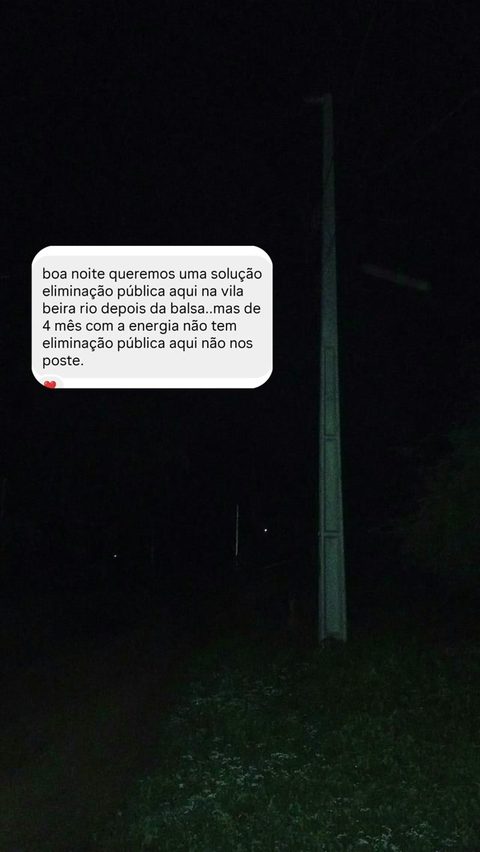 boa noite queremos uma solução
eliminação pública aqui na vila
beira rio depois da balsa..mas de
4 mês com a energia não tem
eliminação pública aqui não nos
poste.